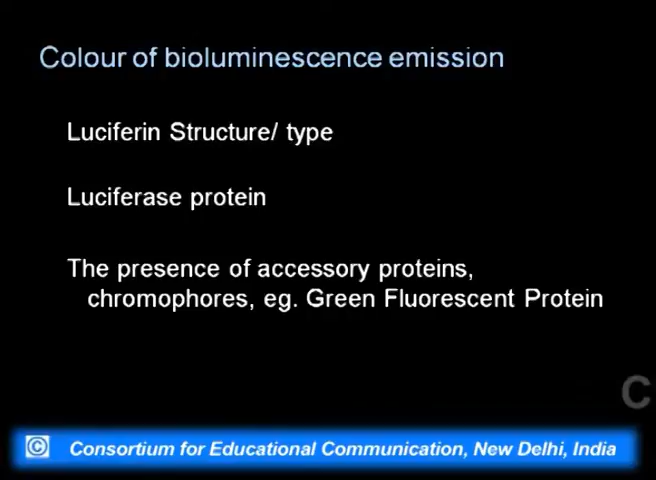 Colour of bioluminescence emission
Luciferin Structure/ type
Luciferase protein
The presence of accessory proteins,
chromophores, eg. Green Fluorescent Protein
C
© Consortium for Educational Communication, New Delhi, India